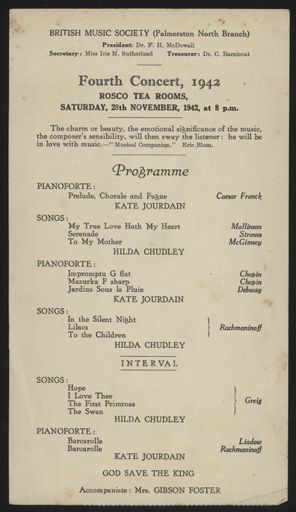 BRITISH MUSIC SOCIETY (Palmerston North Branch)
President: Dr. F. H. McDowall
Secretary: Miss Iris M. Sutherland Treasurer: Dr. C. Barnicoat
Fourth Concert, 1942
ROSCO TEA ROOMS,
SATURDAY, 28th NOVEMBER, 1942, at 8 p.m.
The charm or beauty, the emotional significance of the music,
the composer's sensibility, will then sway the listener: he will be
in love with music.—"Musical Companion." Eric Blom.
Programme
PIANOFORTE:
Prelude, Chorale and Fugue Caesar Franck
KATE JOURDAIN
SONGS:
My True Love Hath My Heart Mallinson
Serenade Strauss
To My Mother McGimsey
HILDA CHUDLEY
PIANOFORTE:
Impromptu G flat Chopin
Mazurka F sharp Chopin
Jardins Sous la Pluie Debussy
KATE JOURDAIN
SONGS:
In the Silent Night
Lilacs Rachmaninoff
To the Children
HILDA CHUDLEY
INTERVAL
SONGS:
Hope
I Love Thee
The First Primrose Greig
The Swan
HILDA CHUDLEY
PIANOFORTE:
Barcarolle Liadow
Barcarolle Rachmaninoff
KATE JOURDAIN
GOD SAVE THE KING
Accompaniste: Mrs. GIBSON FOSTER